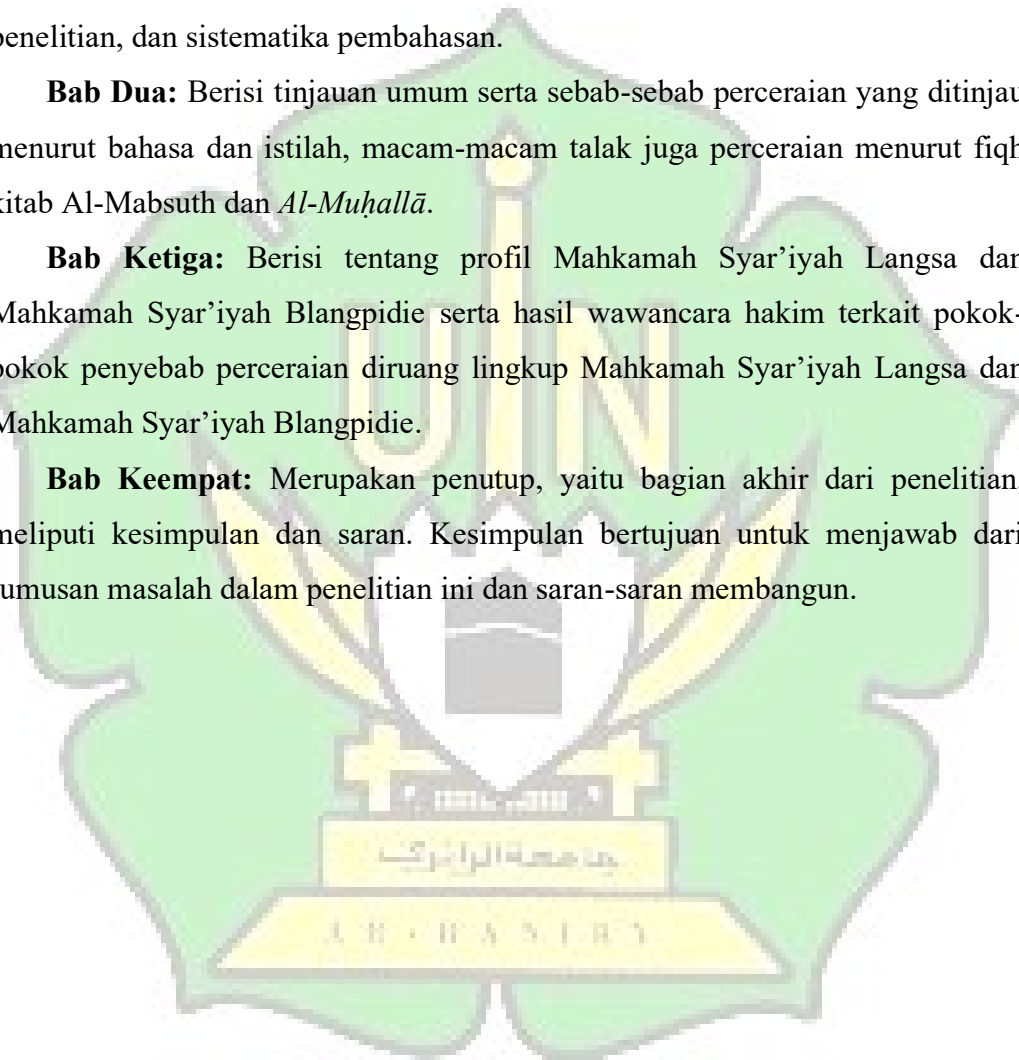 penelitian, dan sistematika pembahasan.
Bab Dua: Berisi tinjauan umum serta sebab-sebab perceraian yang ditinjau
menurut bahasa dan istilah, macam-macam talak juga perceraian menurut fiqh
kitab Al-Mabsuth dan Al-Muḥallā.
Bab Ketiga: Berisi tentang profil Mahkamah Syar’iyah Langsa dan
Mahkamah Syar’iyah Blangpidie serta hasil wawancara hakim terkait pokok-
pokok penyebab perceraian diruang lingkup Mahkamah Syar’iyah Langsa dan
Mahkamah Syar’iyah Blangpidie.
Bab Keempat: Merupakan penutup, yaitu bagian akhir dari penelitian,
meliputi kesimpulan dan saran. Kesimpulan bertujuan untuk menjawab dari
rumusan masalah dalam penelitian ini dan saran-saran membangun.
UIN
جامعة الرانيري
AR-RANIRY